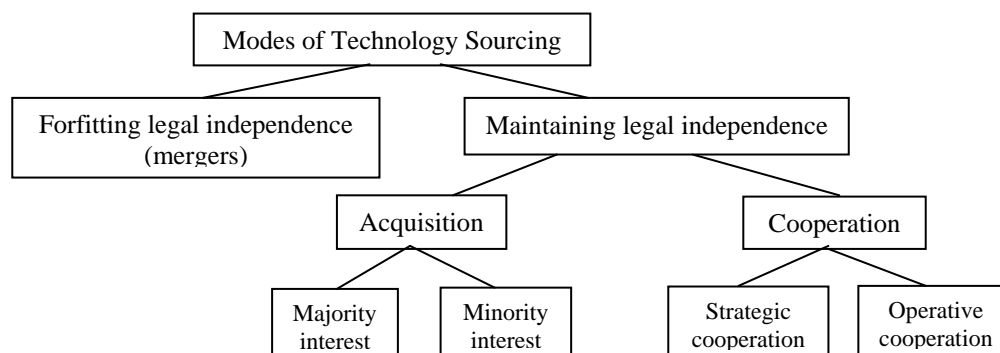 Modes of Technology Sourcing
Forfitting legal independence
(mergers)
Maintaining legal independence
Acquisition
Cooperation
Majority
interest
Minority
interest
Strategic
cooperation
Operative
cooperation